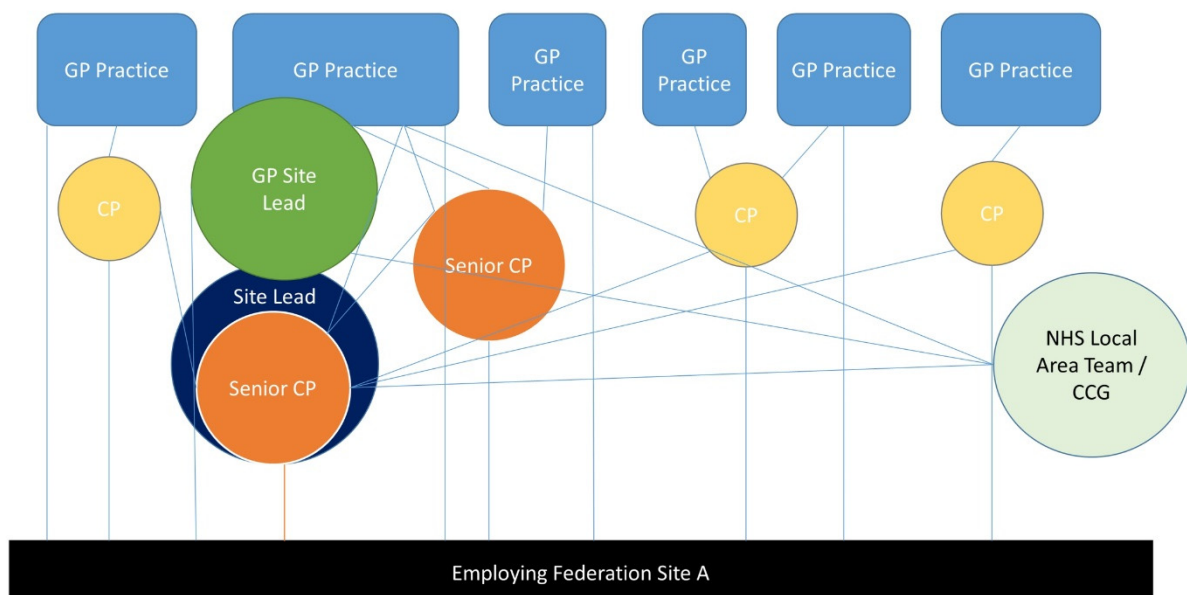 GP Practice
GP Practice
GP
Practice
GP
Practice
GP Practice
GP Practice
GP Site
Lead
CP
CP
CP
Senior CP
Site Lead
Senior CP
NHS Local
Area Team /
CCG
Employing Federation Site A